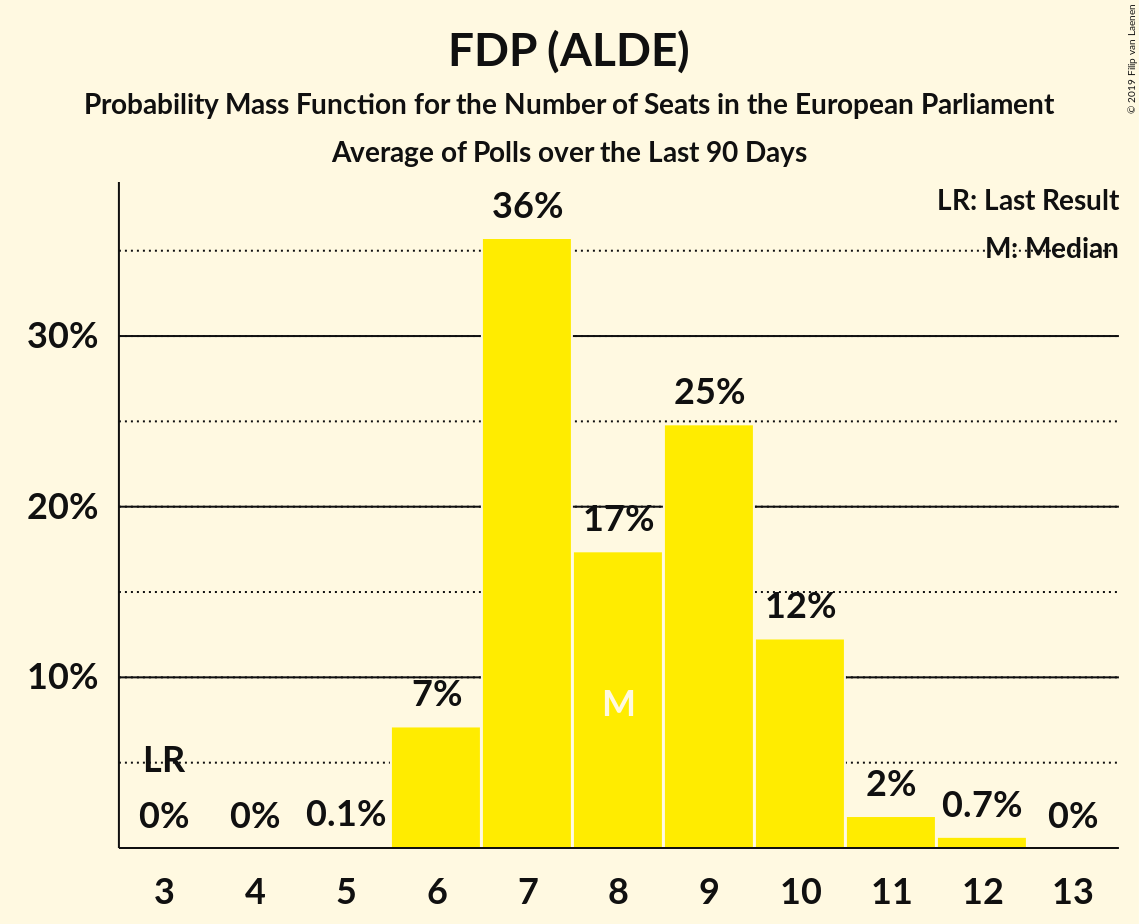 FDP (ALDE)
Probability Mass Function for the Number of Seats in the European Parliament
Average of Polls over the Last 90 Days
© 2019 Filip van Laenen
LR: Last Result
M: Median
36%
30%
25%
20%
17%
12%
10%
7%
M
LR
0%
0%
0.1%
2%
0.7%
0%
3 4 5 6 7 8 9 10 11 12 13